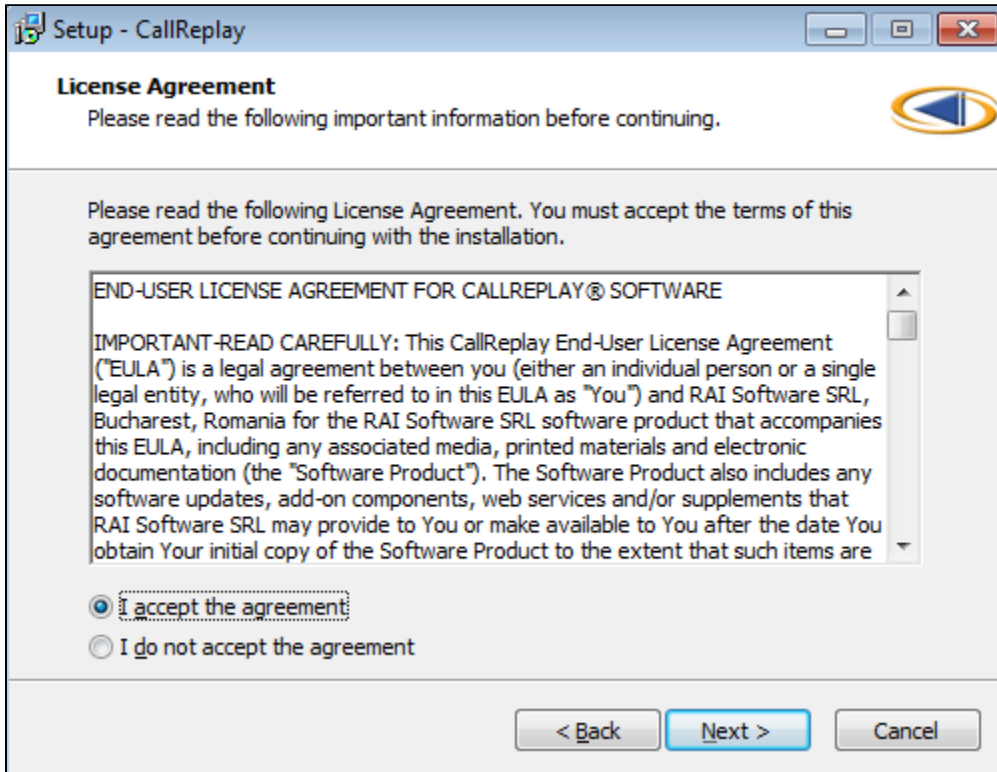 Setup - CallReplay
License Agreement
Please read the following important information before continuing.
Please read the following License Agreement. You must accept the terms of this
agreement before continuing with the installation.
END-USER LICENSE AGREEMENT FOR CALLREPLAY® SOFTWARE
IMPORTANT-READ CAREFULLY: This CallReplay End-User License Agreement
("EULA") is a legal agreement between you (either an individual person or a single
legal entity, who will be referred to in this EULA as "You") and RAI Software SRL,
Bucharest, Romania for the RAI Software SRL software product that accompanies
this EULA, including any associated media, printed materials and electronic
documentation (the "Software Product"). The Software Product also includes any
software updates, add-on components, web services and/or supplements that
RAI Software SRL may provide to You or make available to You after the date You
obtain Your initial copy of the Software Product to the extent that such items are
I accept the agreement
I do not accept the agreement
< Back
Next >
Cancel